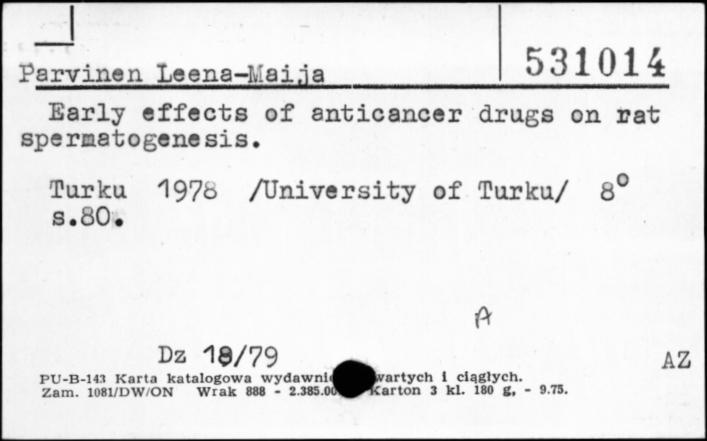 531014
Parvinen Leena-Maija
Early effects of anticancer drugs on rat
spermatogenesis.
Turku 1978 /University of Turku/ 8°
s.80.
A
Dz 18/79
AZ
PU-B-143 Karta katalogowa wydawni wartych i ciągłych.
Zam. 1081/DW/ON Wrak 888 - 2.385.00 Karton 3 kl. 180 g, - 9.75.